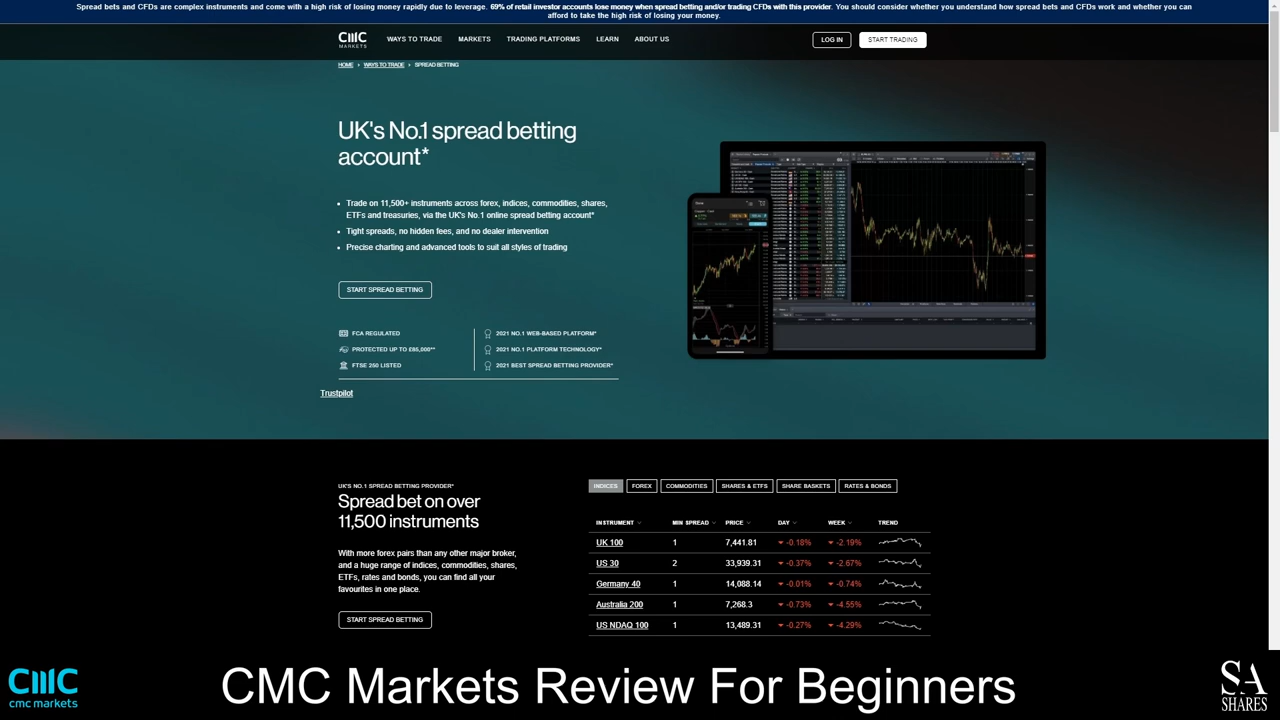 Spread bets and CFDs are complex instruments and come with a high risk of losing money rapidly due to leverage. 69% of retail investor accounts lose money when spread betting and/or trading CFDs with this provider. You should consider whether you understand how spread bets and CFDs work and whether you can
afford to take the high risk of losing your money.
CMC MARKETS
WAYS TO TRADE MARKETS TRADING PLATFORMS LEARN ABOUT US LOG IN START TRADING
HOME › WAYS TO TRADE › SPREAD BETTING
UK's No.1 spread betting
account*
• Trade on 11,500+ instruments across forex, indices, commodities, shares,
ETFs and treasuries, via the UK's No.1 online spread betting account*
• Tight spreads, no hidden fees, and no dealer intervention
• Precise charting and advanced tools to suit all styles of trading
START SPREAD BETTING
FCA REGULATED 2021 NO.1 WEB-BASED PLATFORM*
PROTECTED UP TO £85,000** 2021 NO.1 PLATFORM TECHNOLOGY*
FTSE 250 LISTED 2021 BEST SPREAD BETTING PROVIDER*
Trustpilot
UK'S NO.1 SPREAD BETTING PROVIDER*
Spread bet on over
11,500 instruments
With more forex pairs than any other major broker,
and a huge range of indices, commodities, shares,
ETFs, rates and bonds, you can find all your
favourites in one place.
START SPREAD BETTING
INDICES FOREX COMMODITIES SHARES & ETFS SHARE BASKETS RATES & BONDS
INSTRUMENT MIN SPREAD PRICE DAY WEEK TREND
UK 100 1 7,441.81 -0.18% -2.19%
US 30 2 33,939.31 -0.37% -2.67%
Germany 40 1 14,088.14 -0.01% -0.74%
Australia 200 1 7,268.3 -0.73% -4.55%
US NDAQ 100 1 13,489.31 -0.27% -4.29%
cmc markets
CMC Markets Review For Beginners
SA
SHARES